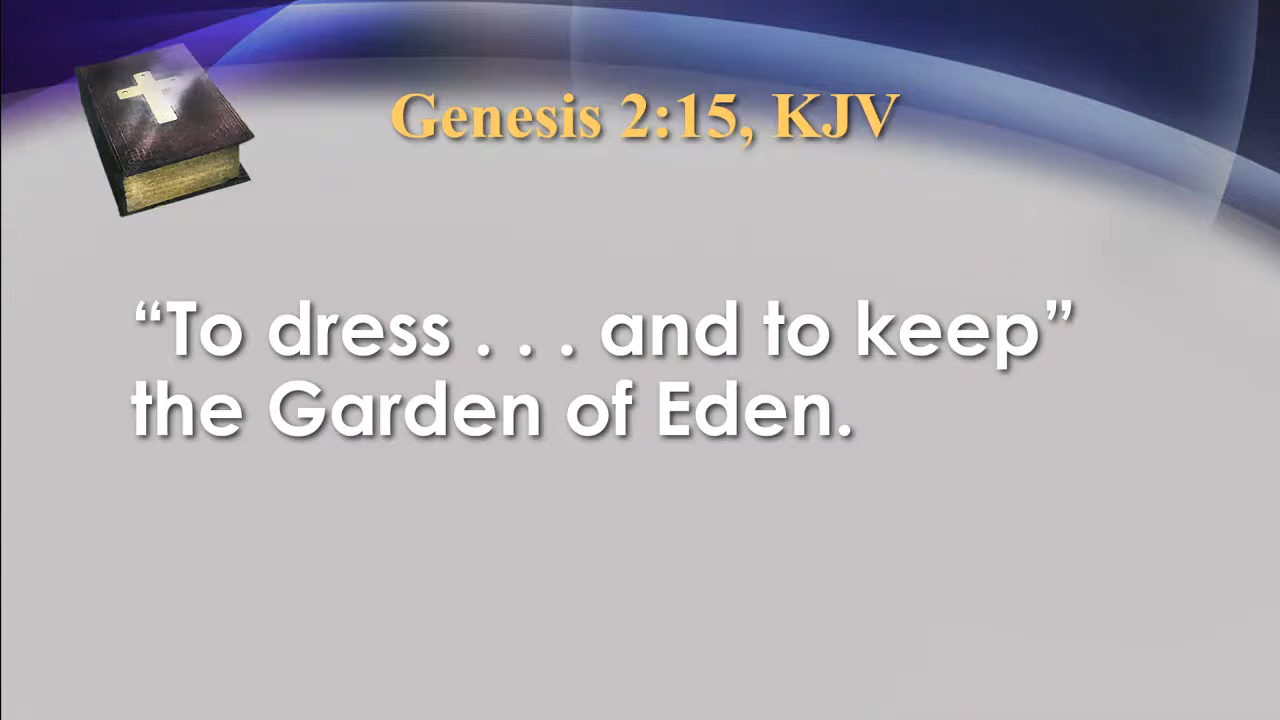 Genesis 2:15, KJV
“To dress . . . and to keep”
the Garden of Eden.